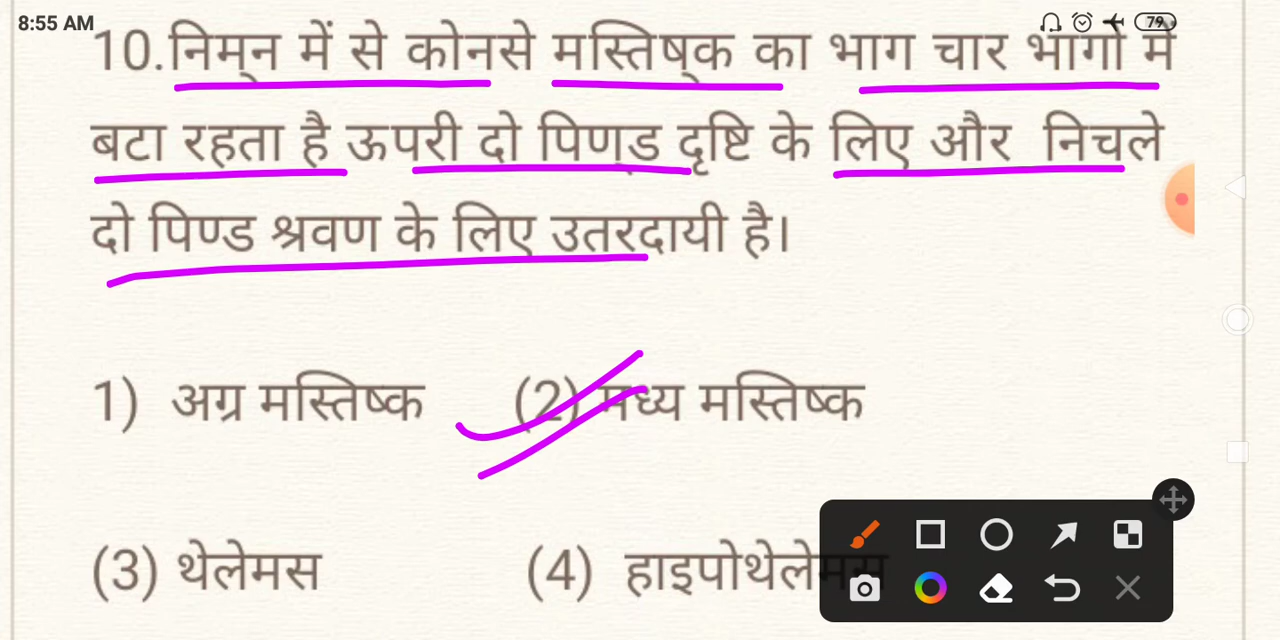 8:55 AM
79
10.निम्न में से कोनसे मस्तिष्क का भाग चार भागों में
बटा रहता है ऊपरी दो पिण्ड दृष्टि के लिए और निचले
दो पिण्ड श्रवण के लिए उतरदायी है।
1) अग्र मस्तिष्क (2) मध्य मस्तिष्क
(3) थेलेमस (4) हाइपोथेलेमस